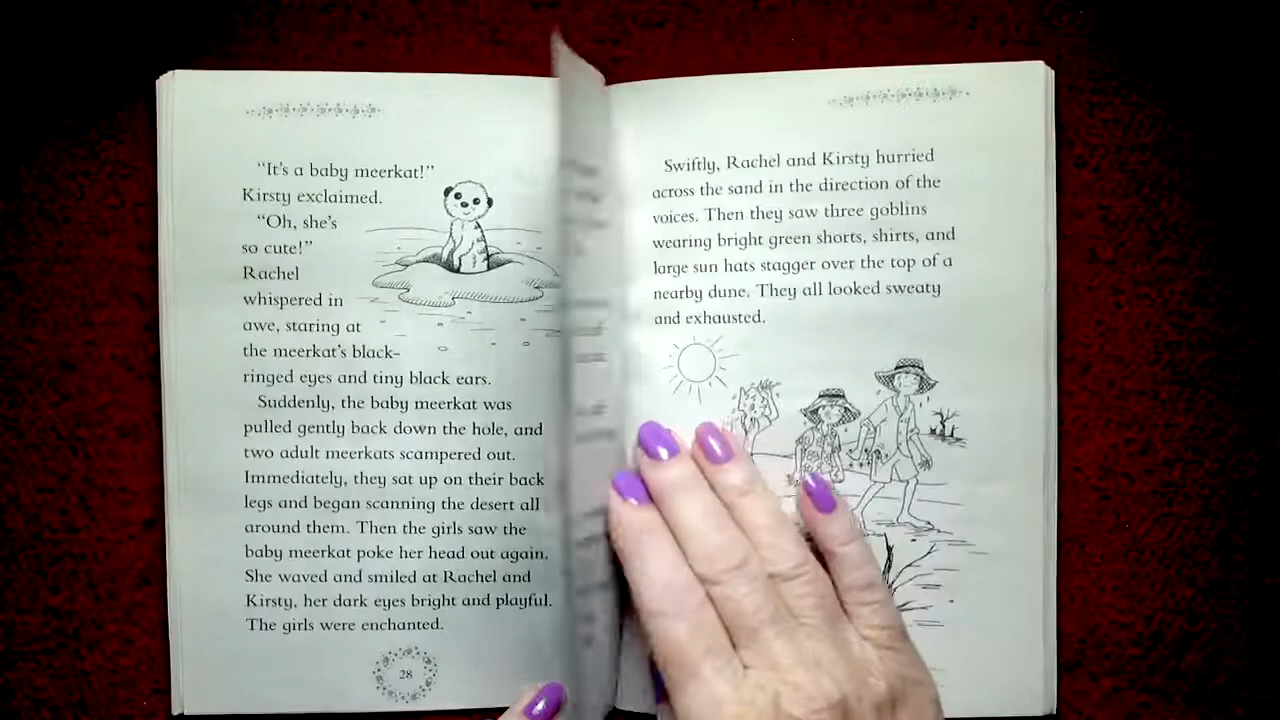 "It's a baby meerkat!"
Kirsty exclaimed.
"Oh, she's
so cute!"
Rachel
whispered in
awe, staring at
the meerkat's black-
ringed eyes and tiny black ears.
Suddenly, the baby meerkat was
pulled gently back down the hole, and
two adult meerkats scampered out.
Immediately, they sat up on their back
legs and began scanning the desert all
around them. Then the girls saw the
baby meerkat poke her head out again.
She waved and smiled at Rachel and
Kirsty, her dark eyes bright and playful.
The girls were enchanted.
28
Swiftly, Rachel and Kirsty hurried
across the sand in the direction of the
voices. Then they saw three goblins
wearing bright green shorts, shirts, and
large sun hats stagger over the top of a
nearby dune. They all looked sweaty
and exhausted.